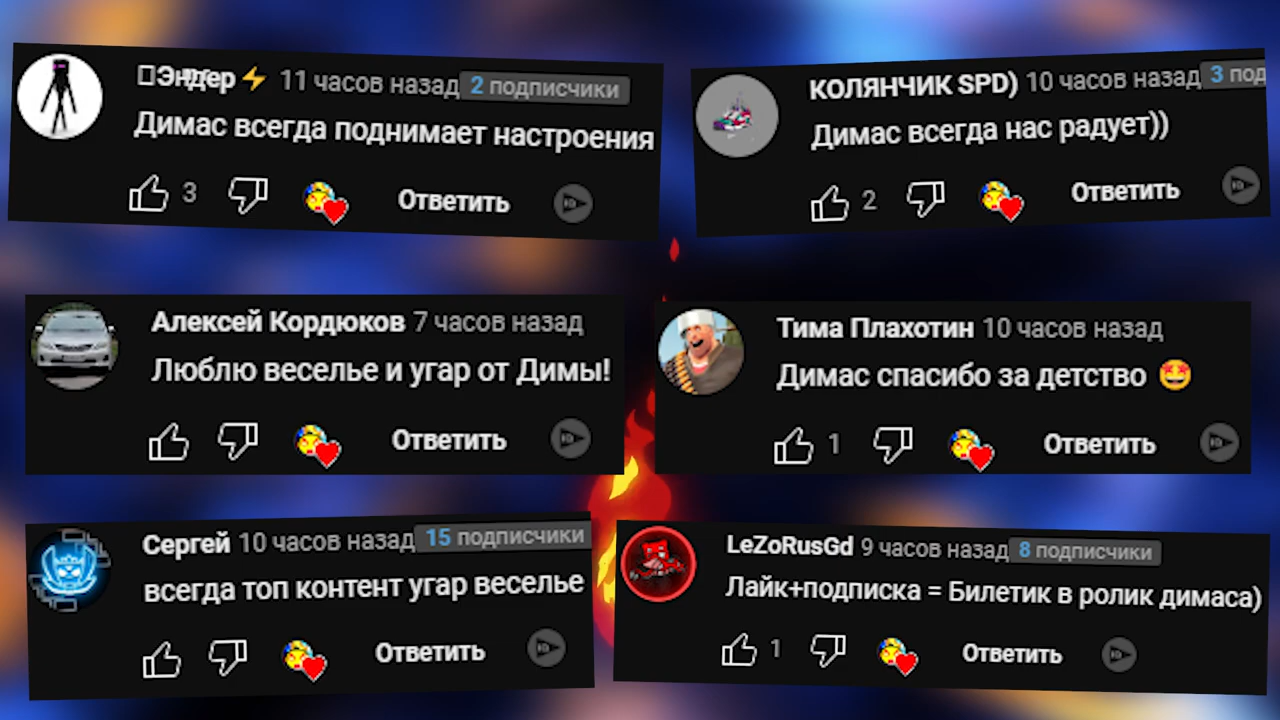 Эндер⚡ 11 часов назад 2 подписчики
Димас всегда поднимает настроения
3 Ответить
КОЛЯНЧИК SPD) 10 часов назад 3 под
Димас всегда нас радует))
2 Ответить
Алексей Кордюков 7 часов назад
Люблю веселье и угар от Димы!
Ответить
Тима Плахотин 10 часов назад
Димас спасибо за детство 🤩
1 Ответить
Сергей 10 часов назад 15 подписчики
всегда топ контент угар веселье
Ответить
LeZoRusGd 9 часов назад 8 подписчики
Лайк+подписка = Билетик в ролик димаса)
1 Ответить